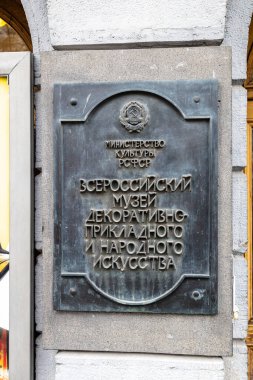 МИНИСТЕРСТВО
КУЛЬТУРЫ
РСФСР
ВСЕРОССИЙСКИЙ
МУЗЕЙ
ДЕКОРАТИВНО-
ПРИКЛАДНОГО
И НАРОДНОГО
ИСКУССТВА